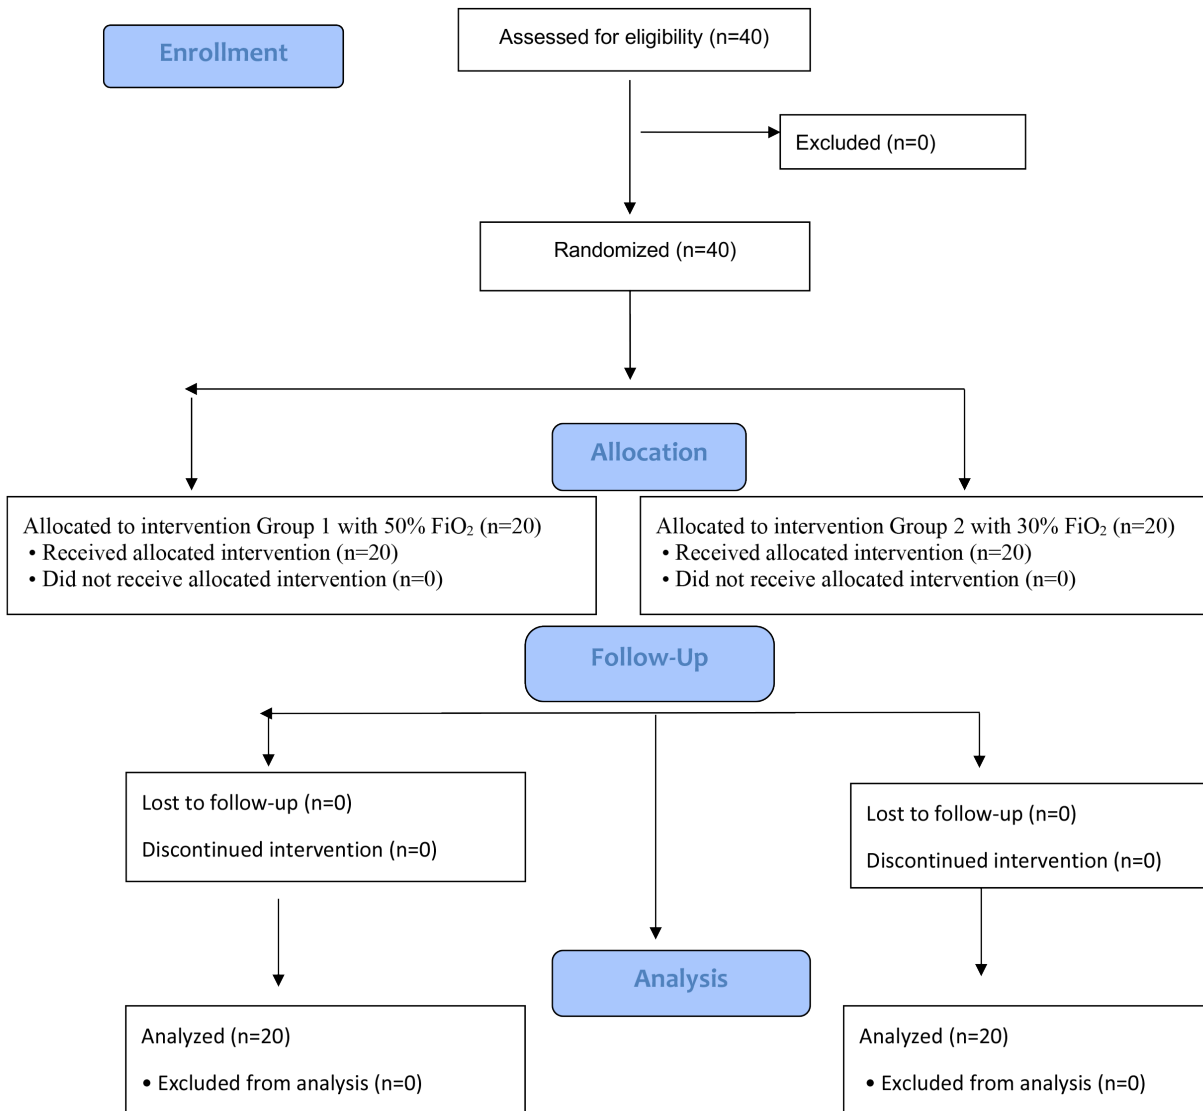 Enrollment
Assessed for eligibility (n=40)
Excluded (n=0)
Randomized (n=40)
Allocation
Allocated to intervention Group 1 with 50% FiO₂ (n=20)
• Received allocated intervention (n=20)
• Did not receive allocated intervention (n=0)
Allocated to intervention Group 2 with 30% FiO₂ (n=20)
• Received allocated intervention (n=20)
• Did not receive allocated intervention (n=0)
Follow-Up
Lost to follow-up (n=0)
Discontinued intervention (n=0)
Lost to follow-up (n=0)
Discontinued intervention (n=0)
Analysis
Analyzed (n=20)
• Excluded from analysis (n=0)
Analyzed (n=20)
• Excluded from analysis (n=0)